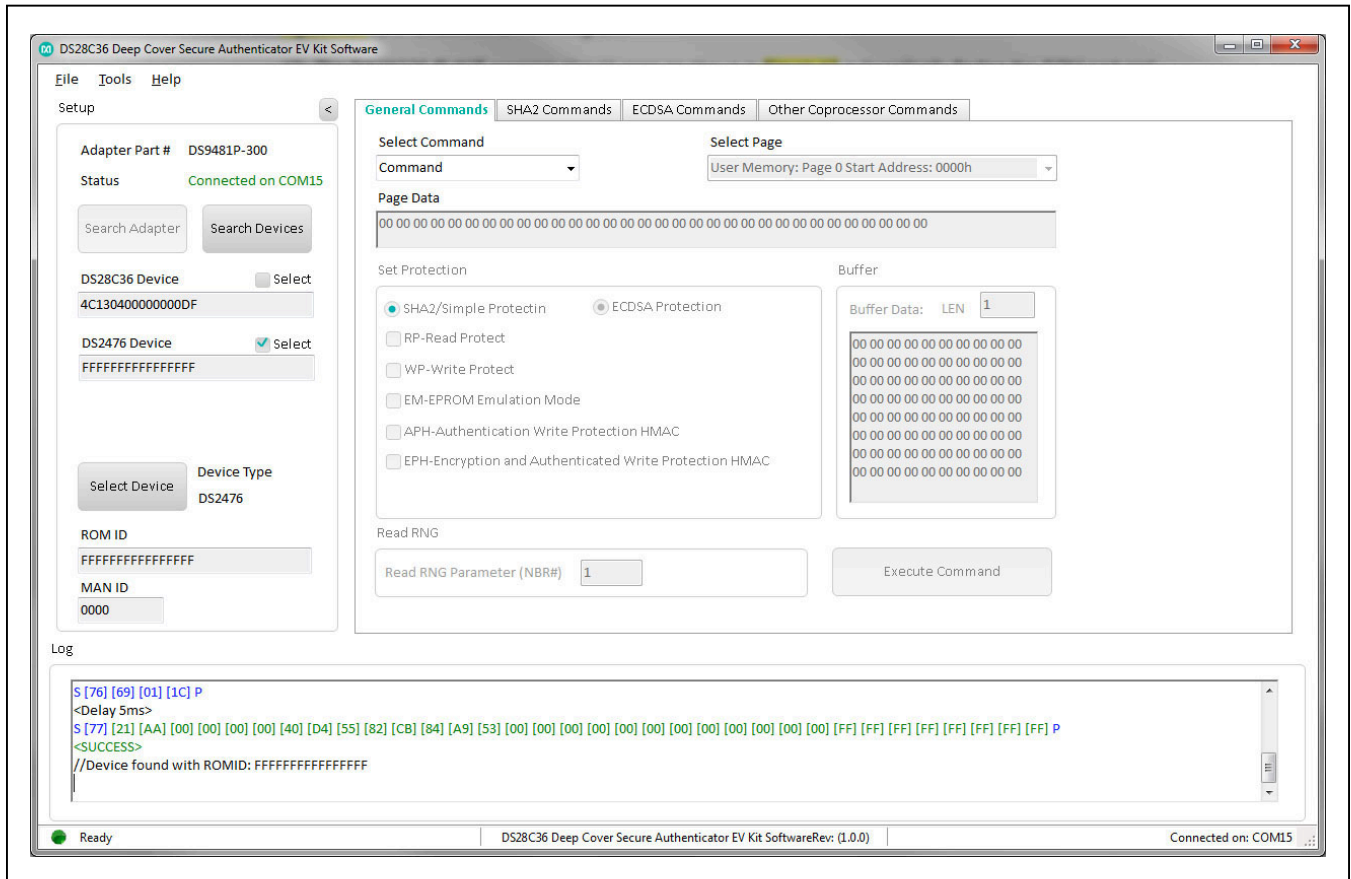 DS28C36 Deep Cover Secure Authenticator EV Kit Software
File Tools Help
Setup
<
Adapter Part # DS9481P-300
Status Connected on COM15
Search Adapter
Search Devices
DS28C36 Device
Select
4C130400000000DF
DS2476 Device
Select
FFFFFFFFFFFFFFFF
Select Device
Device Type
DS2476
ROM ID
FFFFFFFFFFFFFFFF
MAN ID
0000
General Commands
SHA2 Commands
ECDSA Commands
Other Coprocessor Commands
Select Command
Command
Select Page
User Memory: Page 0 Start Address: 0000h
Page Data
00 00 00 00 00 00 00 00 00 00 00 00 00 00 00 00 00 00 00 00 00 00 00 00 00 00 00 00 00 00 00 00
Set Protection
SHA2/Simple Protectin
ECDSA Protection
RP-Read Protect
WP-Write Protect
EM-EPROM Emulation Mode
APH-Authentication Write Protection HMAC
EPH-Encryption and Authenticated Write Protection HMAC
Buffer
Buffer Data: LEN 1
00 00 00 00 00 00 00 00 00 00
00 00 00 00 00 00 00 00 00 00
00 00 00 00 00 00 00 00 00 00
00 00 00 00 00 00 00 00 00 00
00 00 00 00 00 00 00 00 00 00
00 00 00 00 00 00 00 00 00 00
00 00 00 00 00 00 00 00 00 00
00 00 00 00 00 00 00 00 00 00
Read RNG
Read RNG Parameter (NBR#) 1
Execute Command
Log
S [76] [69] [01] [1C] P
<Delay 5ms>
S [77] [21] [AA] [00] [00] [00] [00] [40] [D4] [55] [82] [CB] [84] [A9] [53] [00] [00] [00] [00] [00] [00] [00] [00] [00] [00] [00] [00] [FF] [FF] [FF] [FF] [FF] [FF] [FF] [FF] P
<SUCCESS>
//Device found with ROMID: FFFFFFFFFFFFFFFF
Ready
DS28C36 Deep Cover Secure Authenticator EV Kit SoftwareRev: (1.0.0)
Connected on: COM15